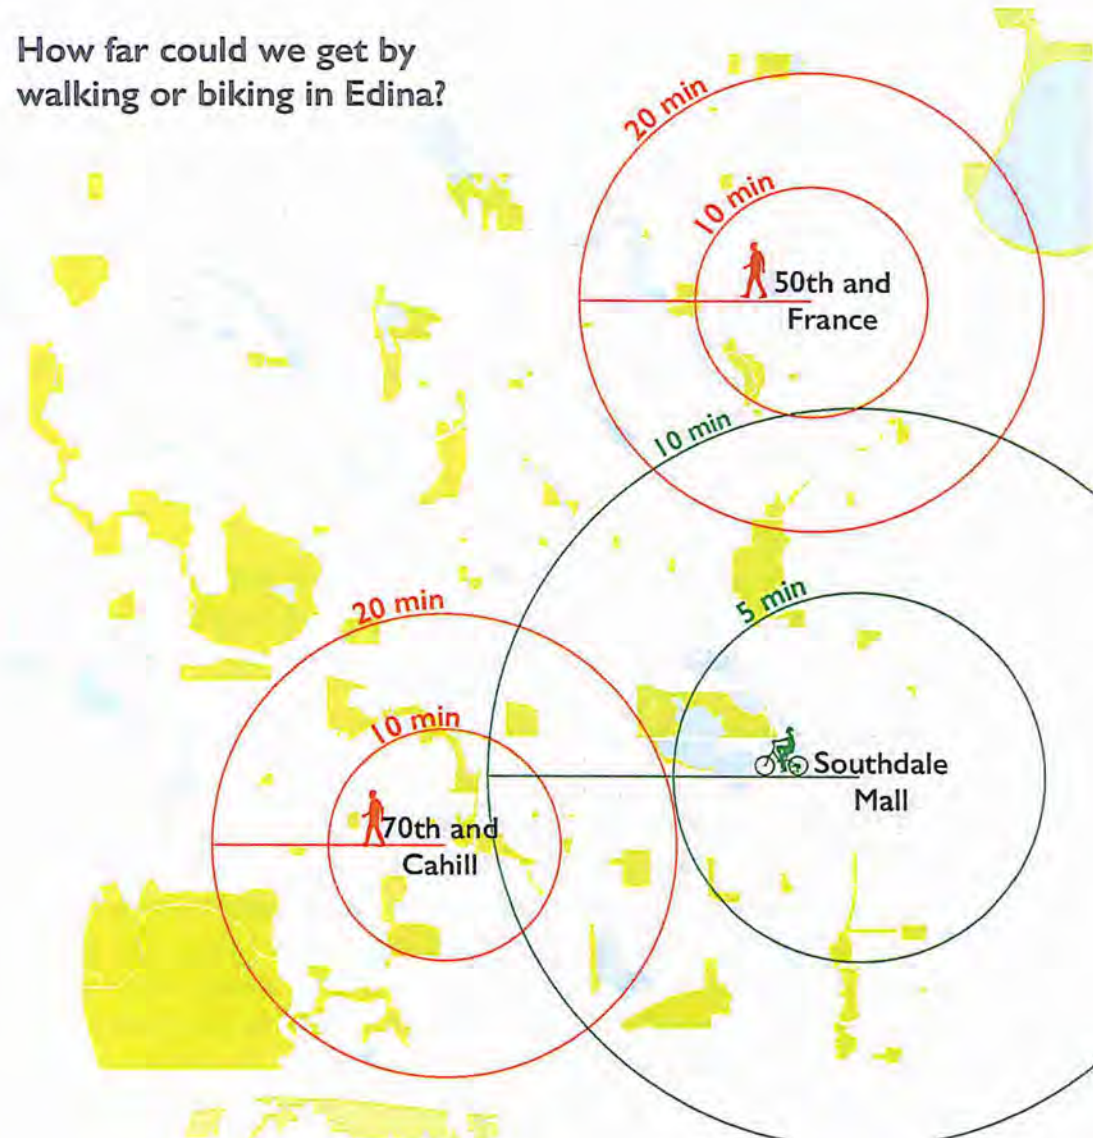 How far could we get by
walking or biking in Edina?
20 min
10 min
50th and
France
10 min
5 min
20 min
10 min
Southdale
Mall
70th and
Cahill